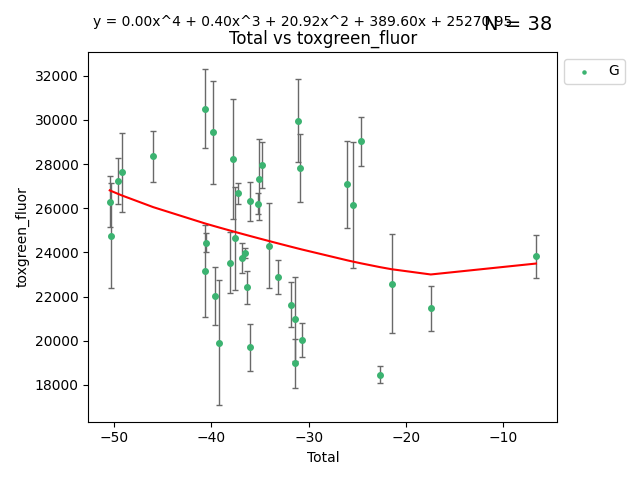 y = 0.00x^4 + 0.40x^3 + 20.92x^2 + 389.60x + 25270.95
N = 38
Total vs toxgreen_fluor
G
32000
30000
28000
26000
24000
22000
20000
18000
toxgreen_fluor
−50
−40
−30
−20
−10
Total